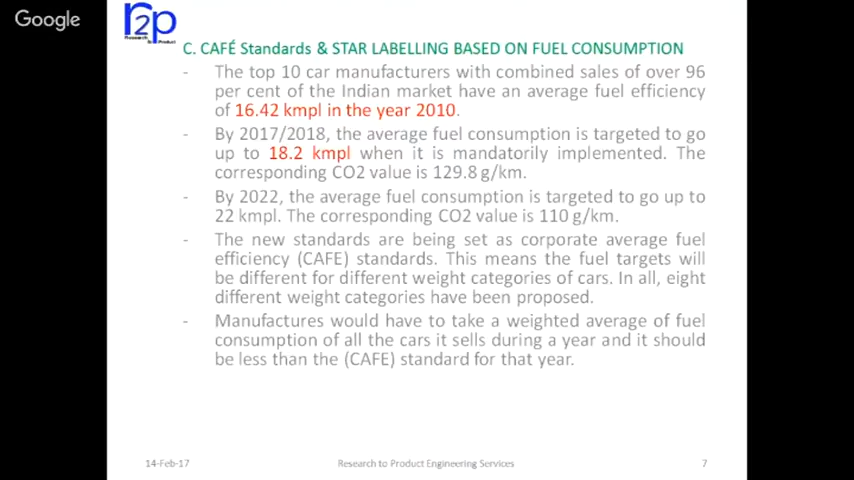 Google
r2p
Research to Product
C. CAFÉ Standards & STAR LABELLING BASED ON FUEL CONSUMPTION
- The top 10 car manufacturers with combined sales of over 96
per cent of the Indian market have an average fuel efficiency
of 16.42 kmpl in the year 2010.
- By 2017/2018, the average fuel consumption is targeted to go
up to 18.2 kmpl when it is mandatorily implemented. The
corresponding CO2 value is 129.8 g/km.
- By 2022, the average fuel consumption is targeted to go up to
22 kmpl. The corresponding CO2 value is 110 g/km.
- The new standards are being set as corporate average fuel
efficiency (CAFE) standards. This means the fuel targets will
be different for different weight categories of cars. In all, eight
different weight categories have been proposed.
- Manufactures would have to take a weighted average of fuel
consumption of all the cars it sells during a year and it should
be less than the (CAFE) standard for that year.
14-Feb-17
Research to Product Engineering Services
7